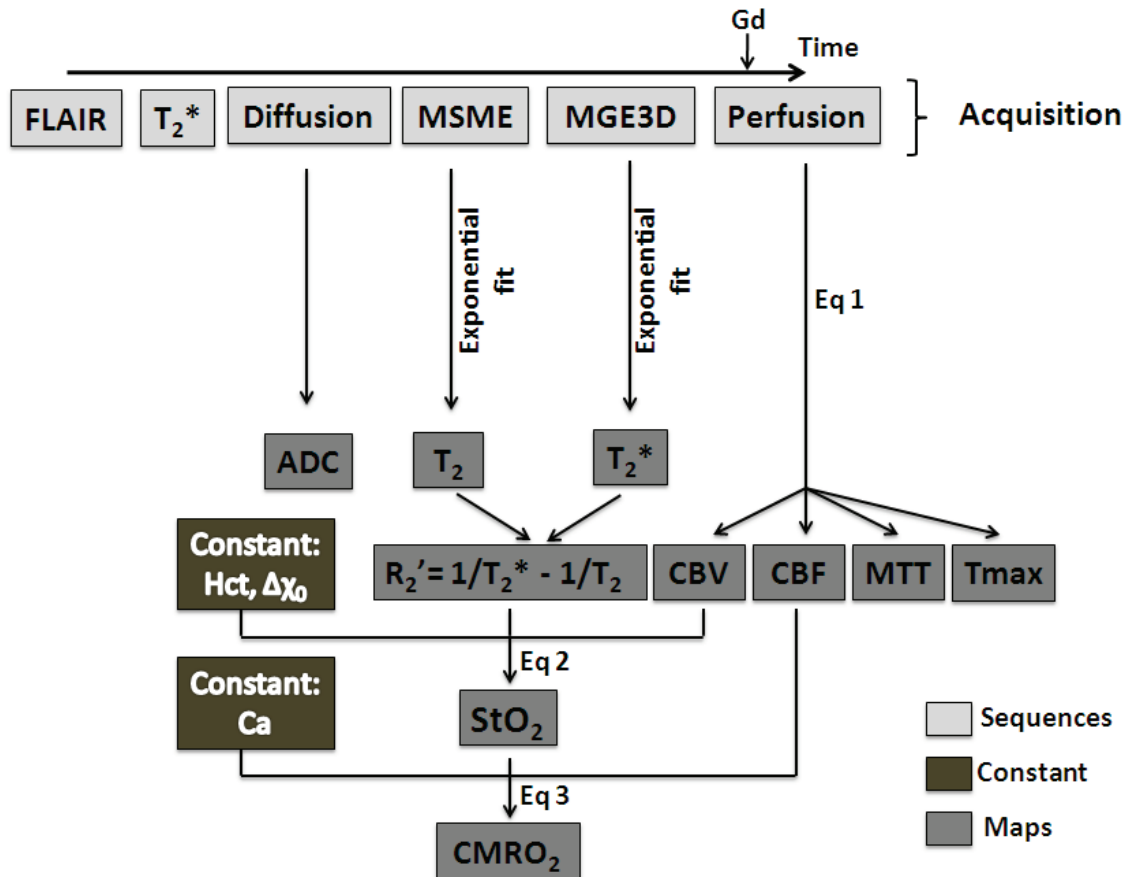 Gd
Time
FLAIR
T₂*
Diffusion
MSME
MGE3D
Perfusion
Acquisition
Exponential
fit
Exponential
fit
Eq 1
ADC
T₂
T₂*
Constant:
Hct, Δχ₀
R₂’= 1/T₂* - 1/T₂
CBV
CBF
MTT
Tmax
Eq 2
Constant:
Ca
StO₂
Sequences
Constant
Eq 3
Maps
CMRO₂